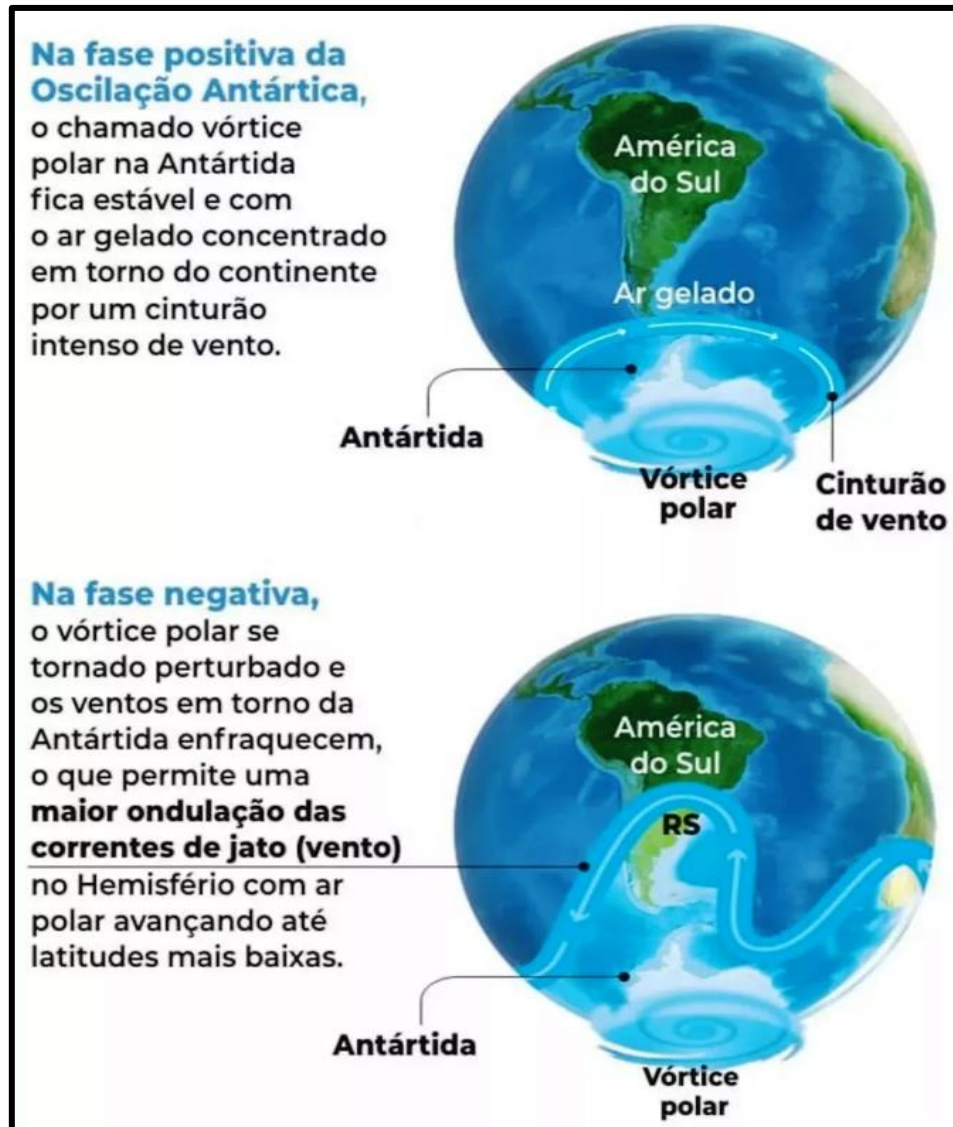 Na fase positiva da
Oscilação Antártica,
o chamado vórtice
polar na Antártida
fica estável e com
o ar gelado concentrado
em torno do continente
por um cinturão
intenso de vento.
América
do Sul
Ar gelado
Antártida
Vórtice
polar
Cinturão
de vento
Na fase negativa,
o vórtice polar se
tornado perturbado e
os ventos em torno da
Antártida enfraquecem,
o que permite uma
maior ondulação das
correntes de jato (vento)
no Hemisfério com ar
polar avançando até
latitudes mais baixas.
América
do Sul
RS
Antártida
Vórtice
polar